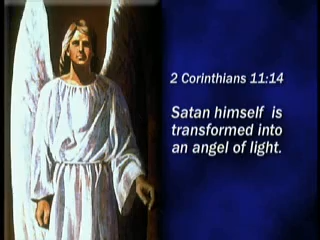 2 Corinthians 11:14
Satan himself is
transformed into
an angel of light.